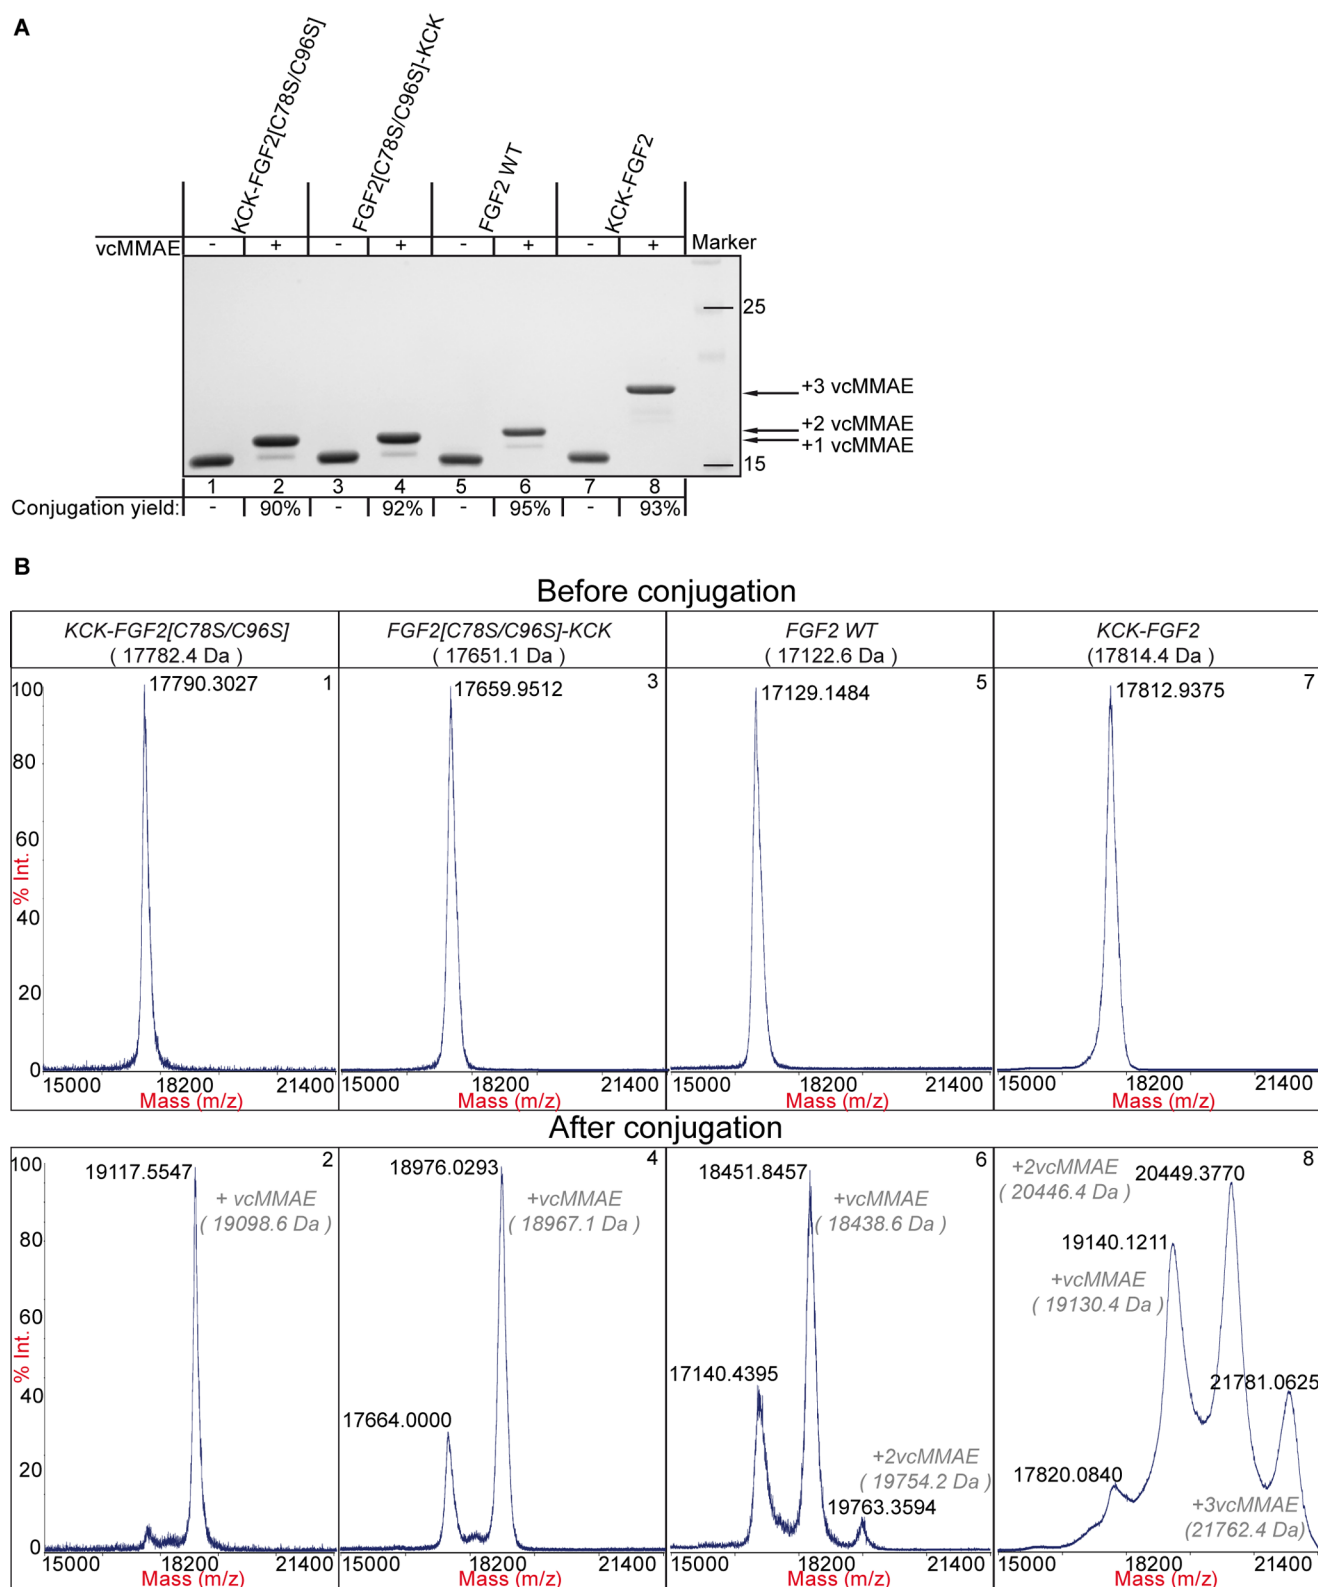 A
KCK-FGF2[C78S/C96S]
FGF2[C78S/C96S]-KCK
FGF2 WT
KCK-FGF2
vcMMAE - + - + - + - + Marker
25
+3 vcMMAE
+2 vcMMAE
+1 vcMMAE
15
1 2 3 4 5 6 7 8
Conjugation yield: - 90% - 92% - 95% - 93%
B
Before conjugation
KCK-FGF2[C78S/C96S]
( 17782.4 Da )
FGF2[C78S/C96S]-KCK
( 17651.1 Da )
FGF2 WT
( 17122.6 Da )
KCK-FGF2
(17814.4 Da )
100
80
60
40
20
0
% Int.
17790.3027
1
15000 18200 21400
Mass (m/z)
17659.9512
3
15000 18200 21400
Mass (m/z)
17129.1484
5
15000 18200 21400
Mass (m/z)
17812.9375
7
15000 18200 21400
Mass (m/z)
After conjugation
100
80
60
40
20
0
% Int.
19117.5547
2
+ vcMMAE
( 19098.6 Da )
15000 18200 21400
Mass (m/z)
18976.0293
4
+vcMMAE
( 18967.1 Da )
17664.0000
15000 18200 21400
Mass (m/z)
18451.8457
6
+vcMMAE
( 18438.6 Da )
17140.4395
+2vcMMAE
( 19754.2 Da )
19763.3594
15000 18200 21400
Mass (m/z)
8
+2vcMMAE
( 20446.4 Da )
20449.3770
19140.1211
+vcMMAE
( 19130.4 Da )
21781.0625
17820.0840
+3vcMMAE
(21762.4 Da)
15000 18200 21400
Mass (m/z)